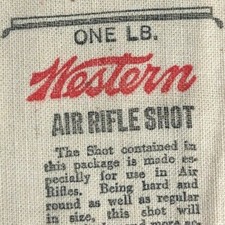 ONE LB.
Western
AIR RIFLE SHOT
The Shot contained in
this package is made es-
pecially for use in Air
Rifles. Being hard and
round as well as regular
in size, this shot will